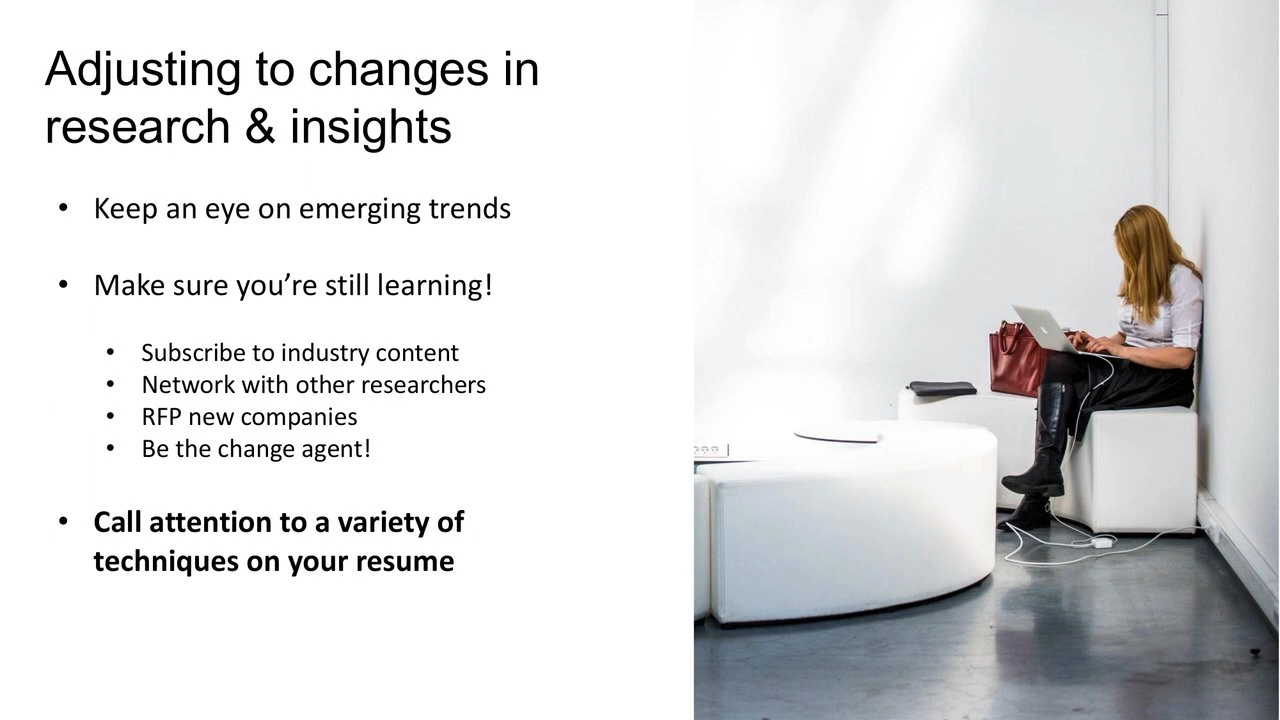 Adjusting to changes in
research & insights
• Keep an eye on emerging trends
• Make sure you’re still learning!
• Subscribe to industry content
• Network with other researchers
• RFP new companies
• Be the change agent!
• Call attention to a variety of
techniques on your resume